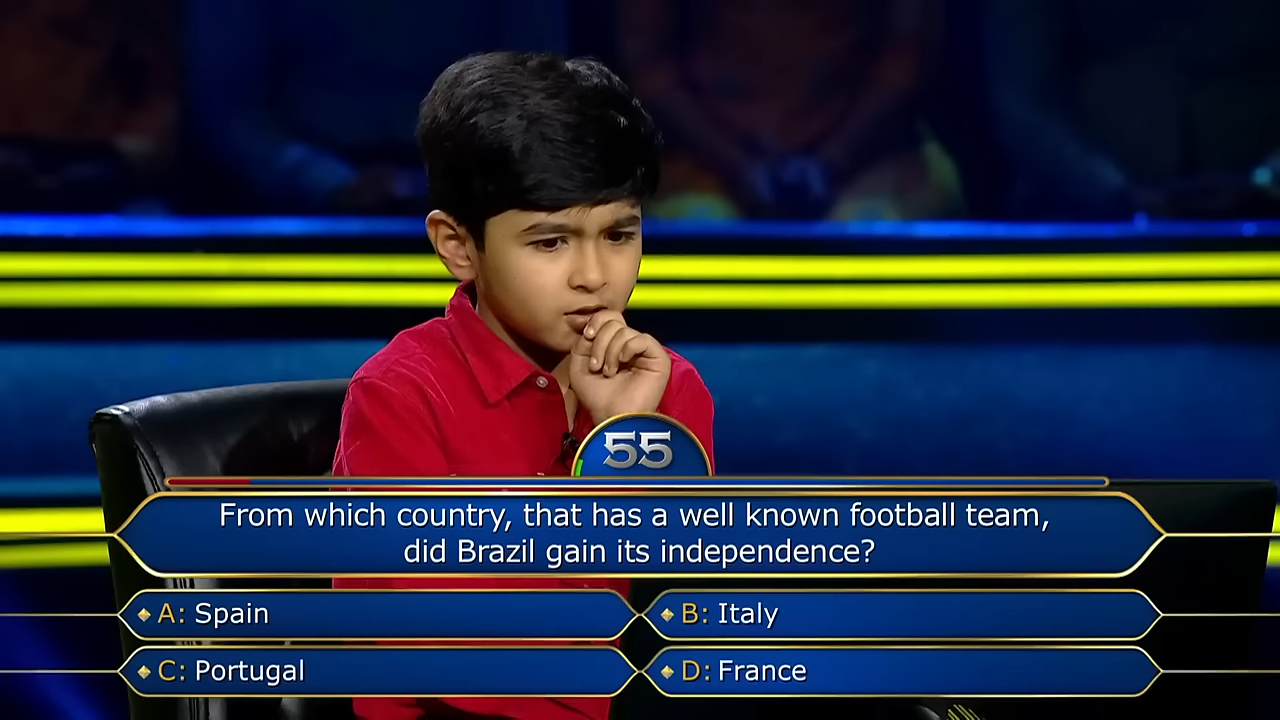 55
From which country, that has a well known football team,
did Brazil gain its independence?
A: Spain
B: Italy
C: Portugal
D: France